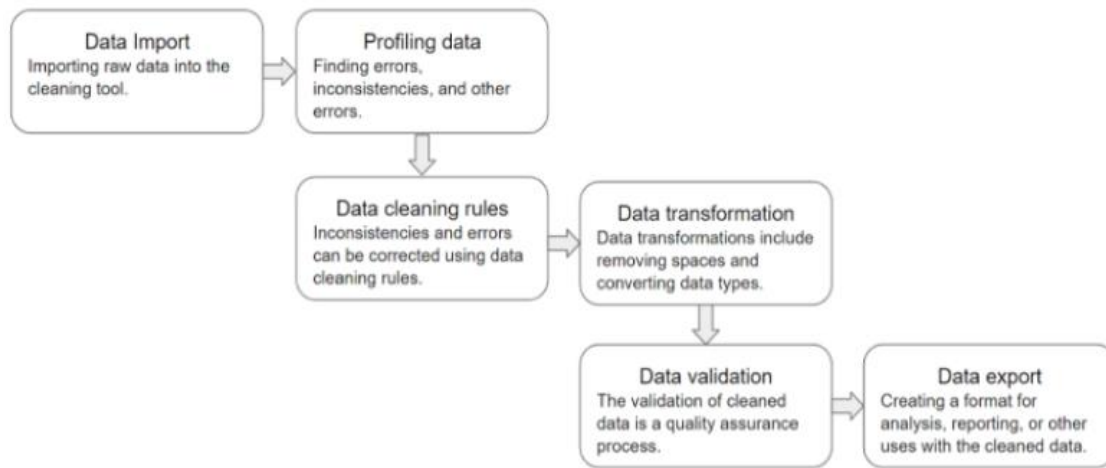 Data Import
Importing raw data into the
cleaning tool.
Profiling data
Finding errors,
inconsistencies, and other
errors.
Data cleaning rules
Inconsistencies and errors
can be corrected using data
cleaning rules.
Data transformation
Data transformations include
removing spaces and
converting data types.
Data validation
The validation of cleaned
data is a quality assurance
process.
Data export
Creating a format for
analysis, reporting, or other
uses with the cleaned data.